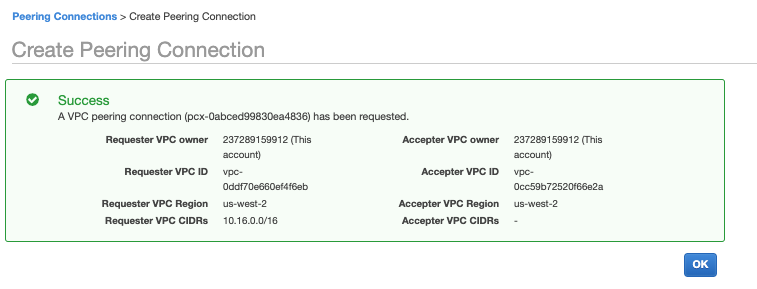 Peering Connections > Create Peering Connection
Create Peering Connection
Success
A VPC peering connection (pcx-0abced99830ea4836) has been requested.
Requester VPC owner 237289159912 (This account) Accepter VPC owner 237289159912 (This account)
Requester VPC ID vpc-0ddf70e660ef4f6eb Accepter VPC ID vpc-0cc59b72520f66e2a
Requester VPC Region us-west-2 Accepter VPC Region us-west-2
Requester VPC CIDRs 10.16.0.0/16 Accepter VPC CIDRs -
OK